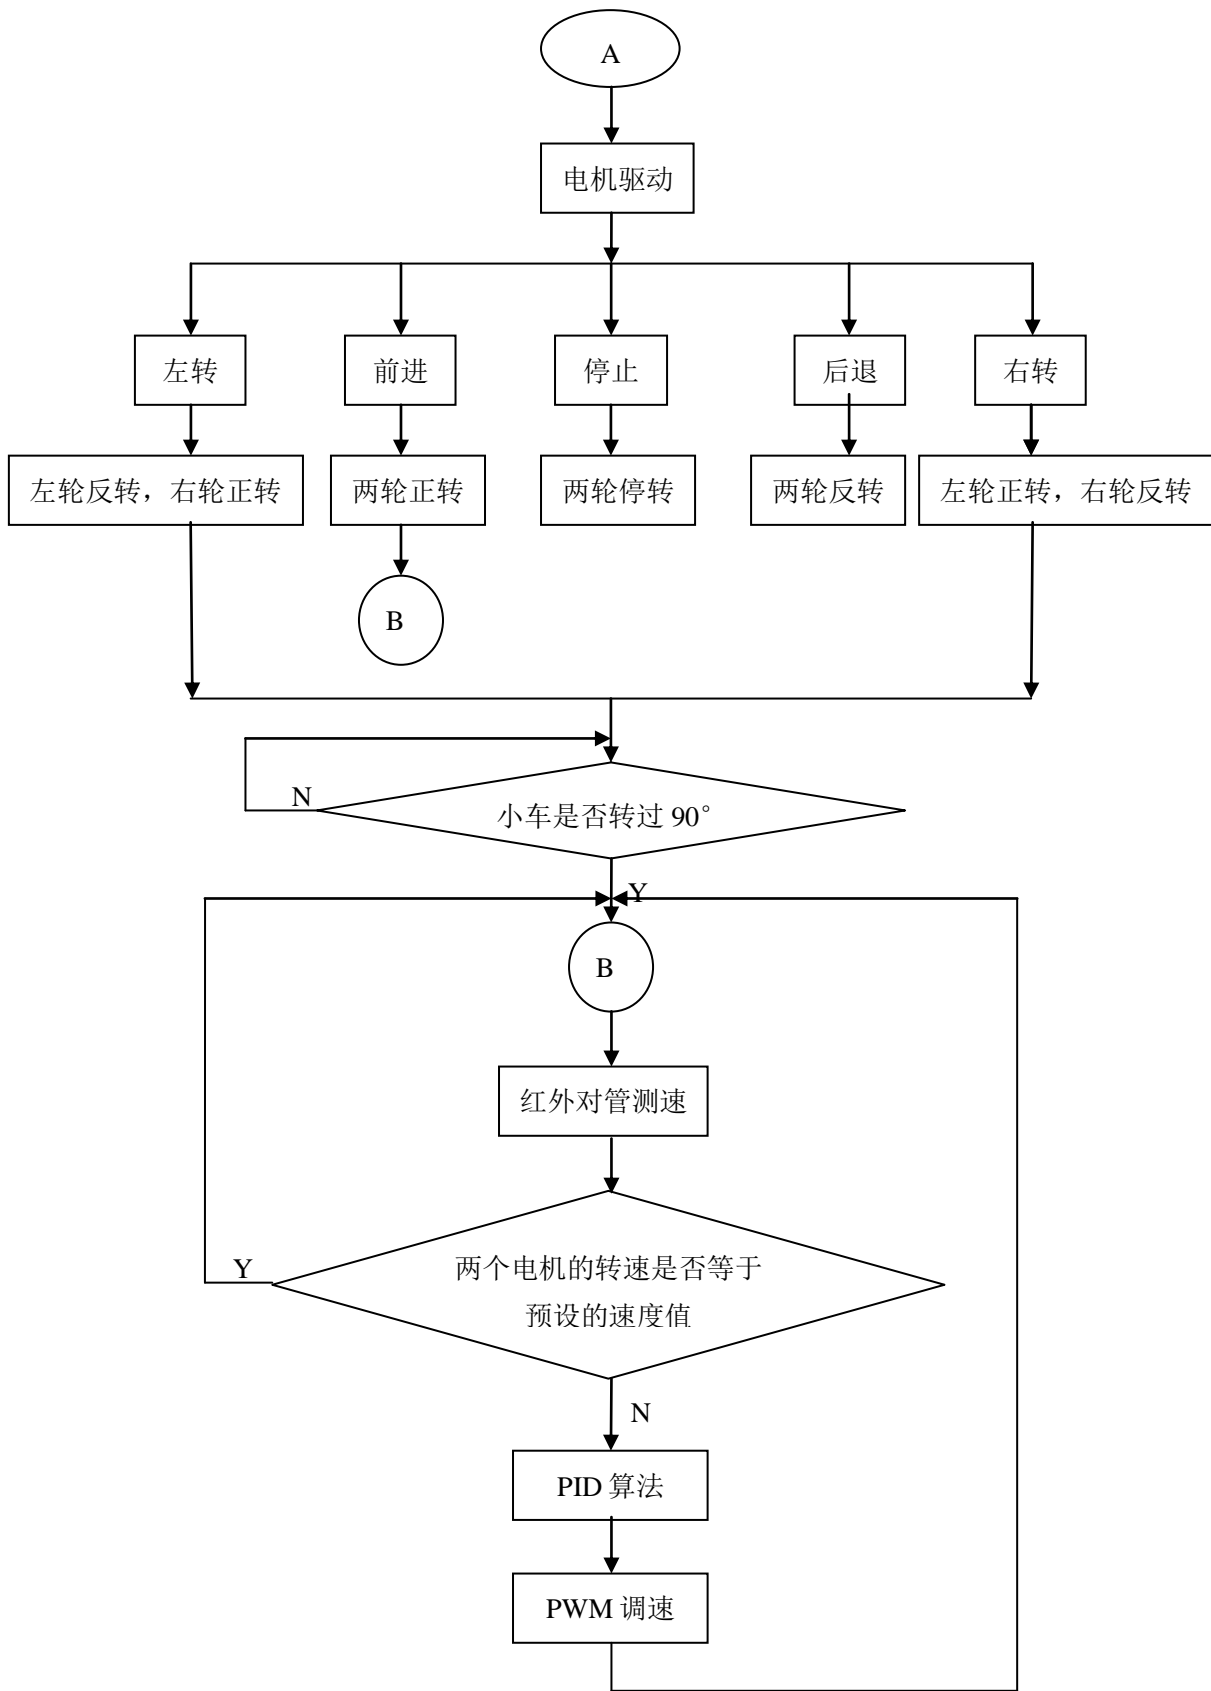 A
电机驱动
左转
前进
停止
后退
右转
左轮反转，右轮正转
两轮正转
两轮停转
两轮反转
左轮正转，右轮反转
B
N
小车是否转过 90°
Y
B
红外对管测速
Y
两个电机的转速是否等于
预设的速度值
N
PID 算法
PWM 调速